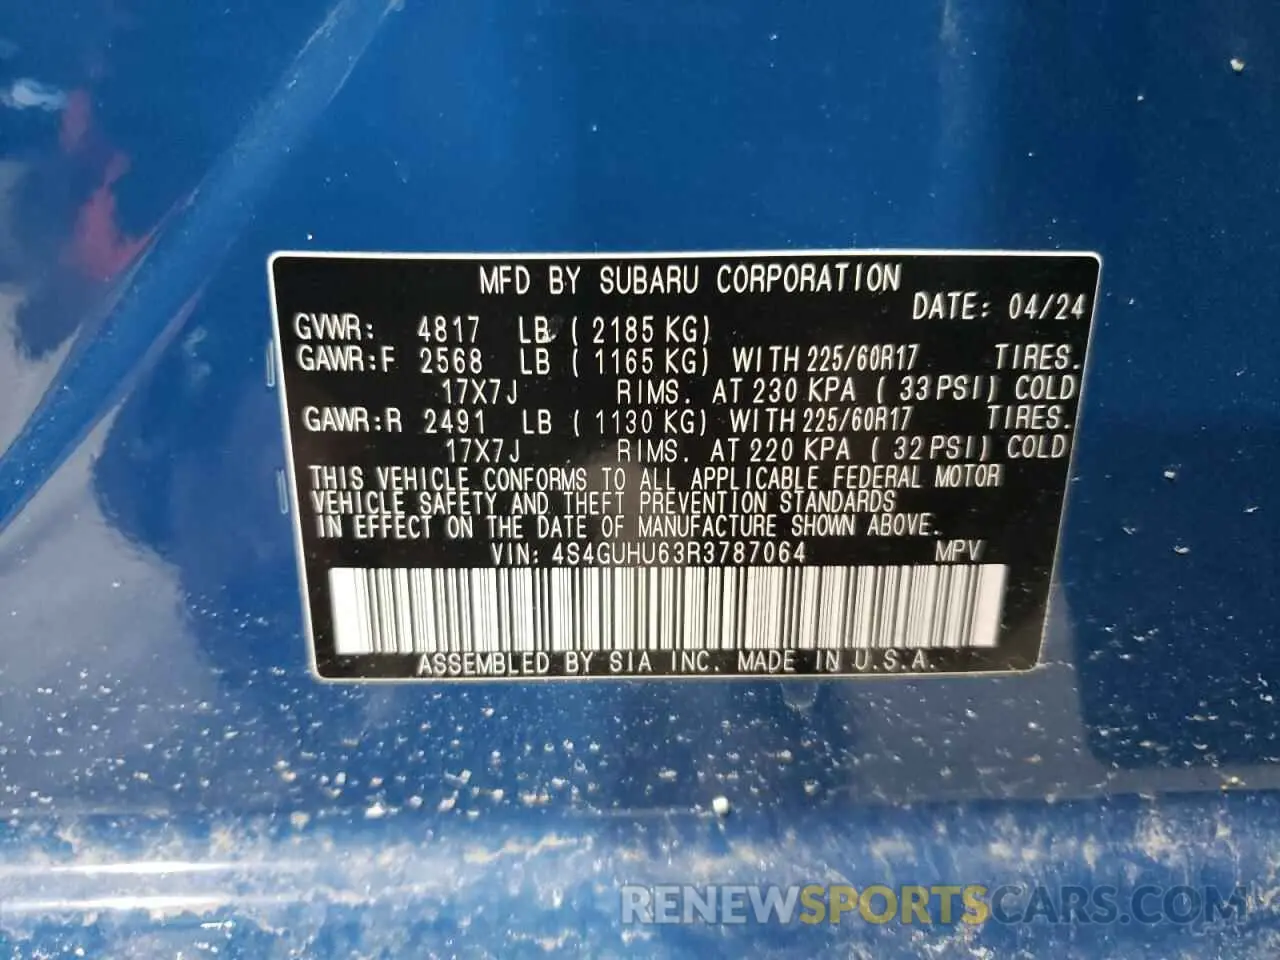 MFD BY SUBARU CORPORATION
DATE: 04/24
GVWR: 4817 LB ( 2185 KG)
GAWR:F 2568 LB ( 1165 KG) WITH 225/60R17 TIRES.
17X7J RIMS. AT 230 KPA ( 33 PSI) COLD
GAWR:R 2491 LB ( 1130 KG) WITH 225/60R17 TIRES.
17X7J RIMS. AT 220 KPA ( 32 PSI) COLD
THIS VEHICLE CONFORMS TO ALL APPLICABLE FEDERAL MOTOR
VEHICLE SAFETY AND THEFT PREVENTION STANDARDS
IN EFFECT ON THE DATE OF MANUFACTURE SHOWN ABOVE.
VIN: 4S4GUHU63R3787064 MPV
ASSEMBLED BY SIA INC. MADE IN U.S.A.
RENEWSPORTSCARS.COM